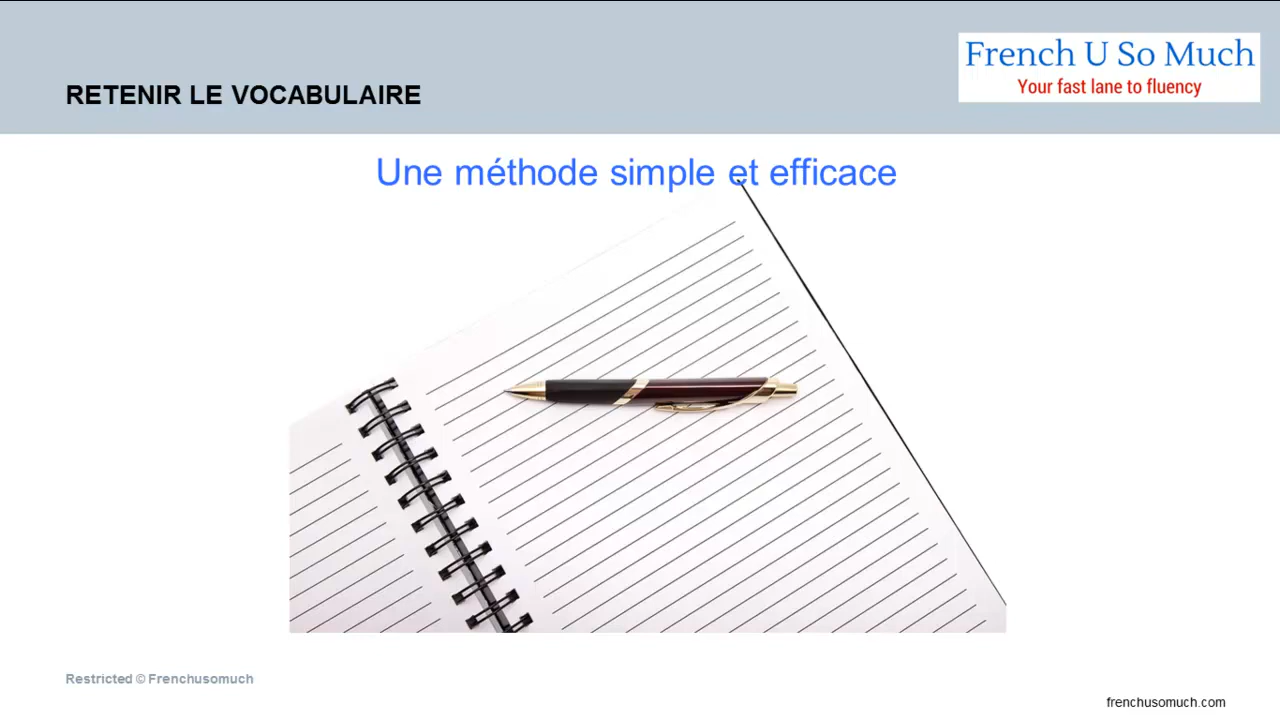 French U So Much
Your fast lane to fluency
RETENIR LE VOCABULAIRE
Une méthode simple et efficace
Restricted © Frenchusomuch
frenchusomuch.com